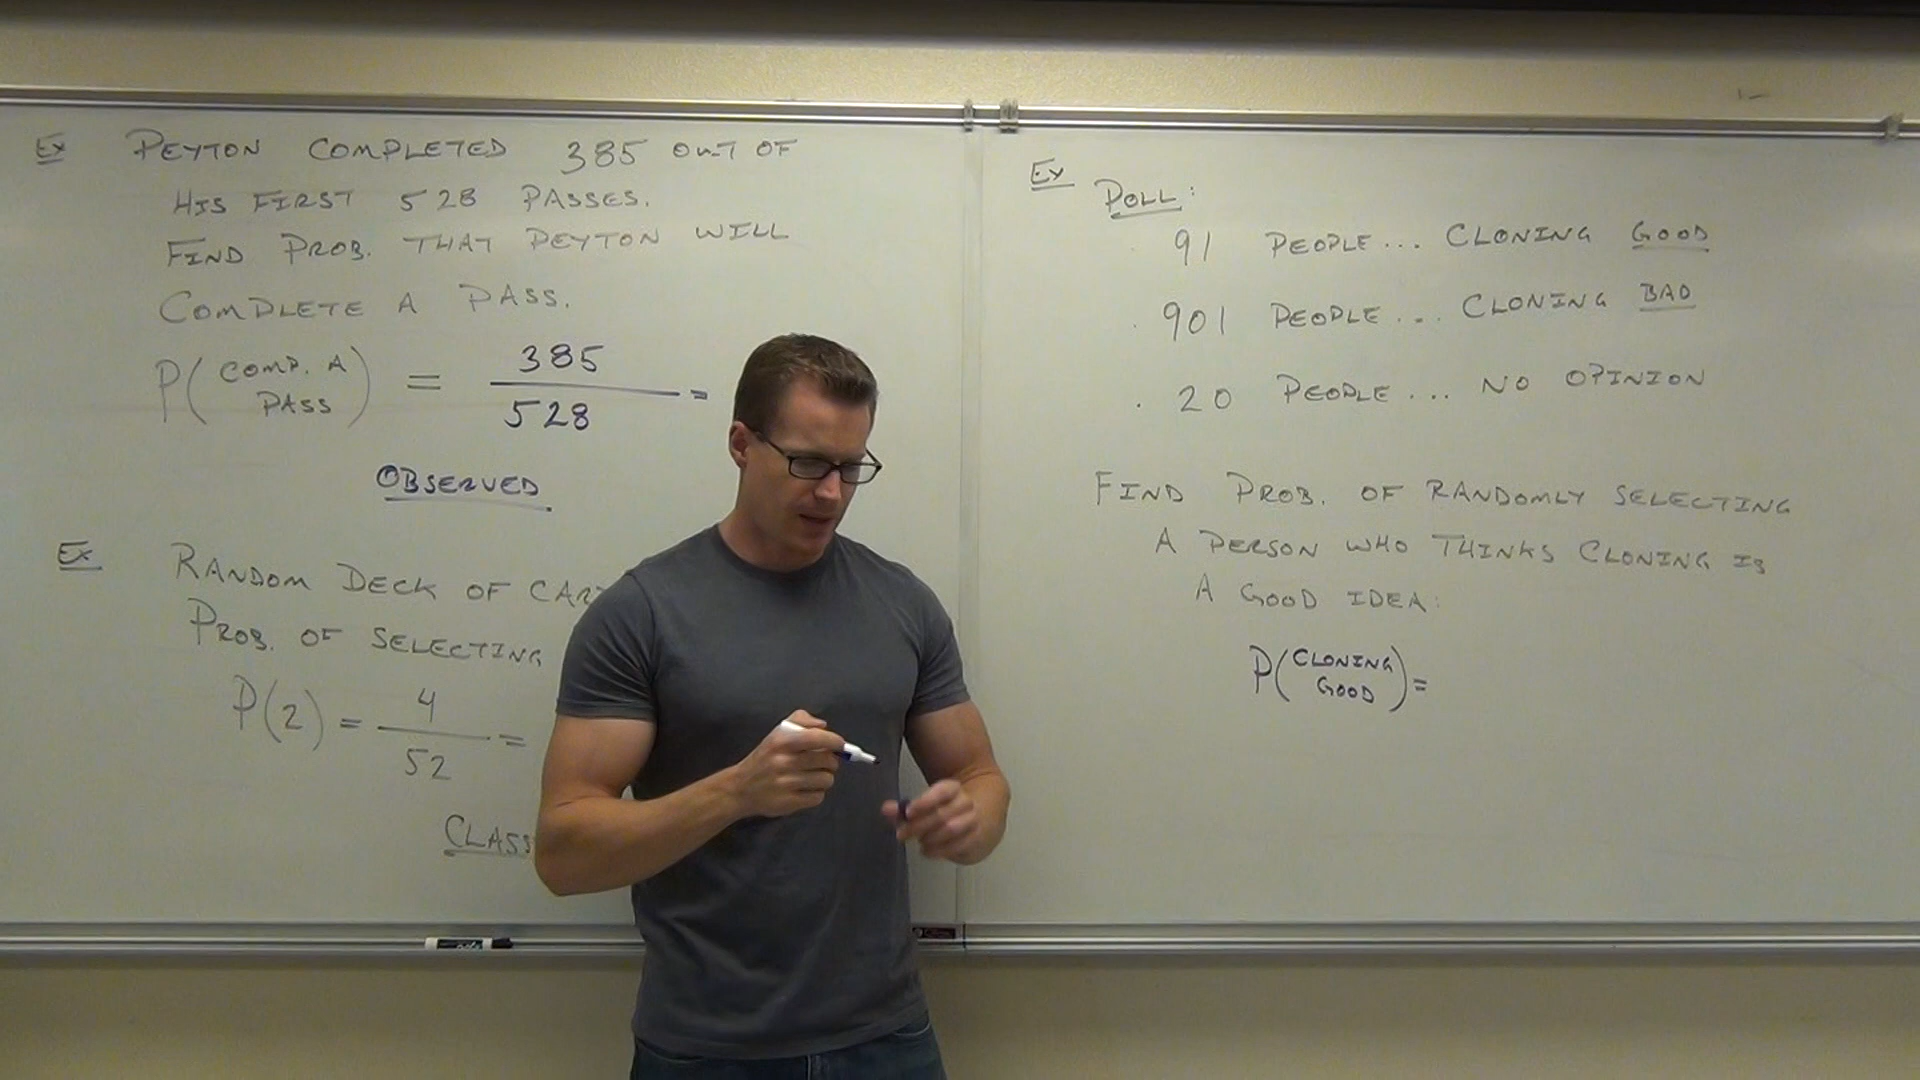 Ex PEYTON COMPLETED 385 OUT OF
HIS FIRST 528 PASSES.
FIND PROB. THAT PEYTON WILL
COMPLETE A PASS.
P(COMP. A PASS) = 385/528 =
OBSERVED
Ex RANDOM DECK OF
PROB. OF SELECTING
P(2) = 4/52 =
Ex POLL:
91 PEOPLE... CLONING GOOD
. 901 PEOPLE... CLONING BAD
. 20 PEOPLE... NO OPINION
FIND PROB. OF RANDOMLY SELECTING
A PERSON WHO THINKS CLONING IS
A GOOD IDEA:
P(CLONING GOOD) =